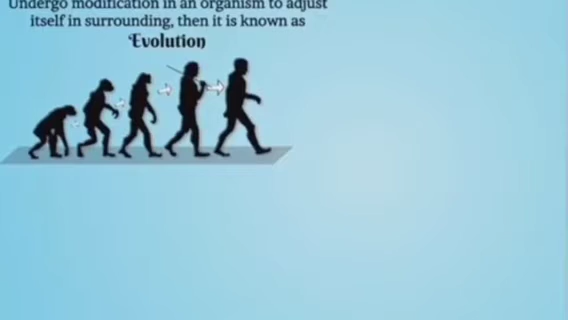 Undergo modification in an organism to adjust
itself in surrounding, then it is known as
Evolution